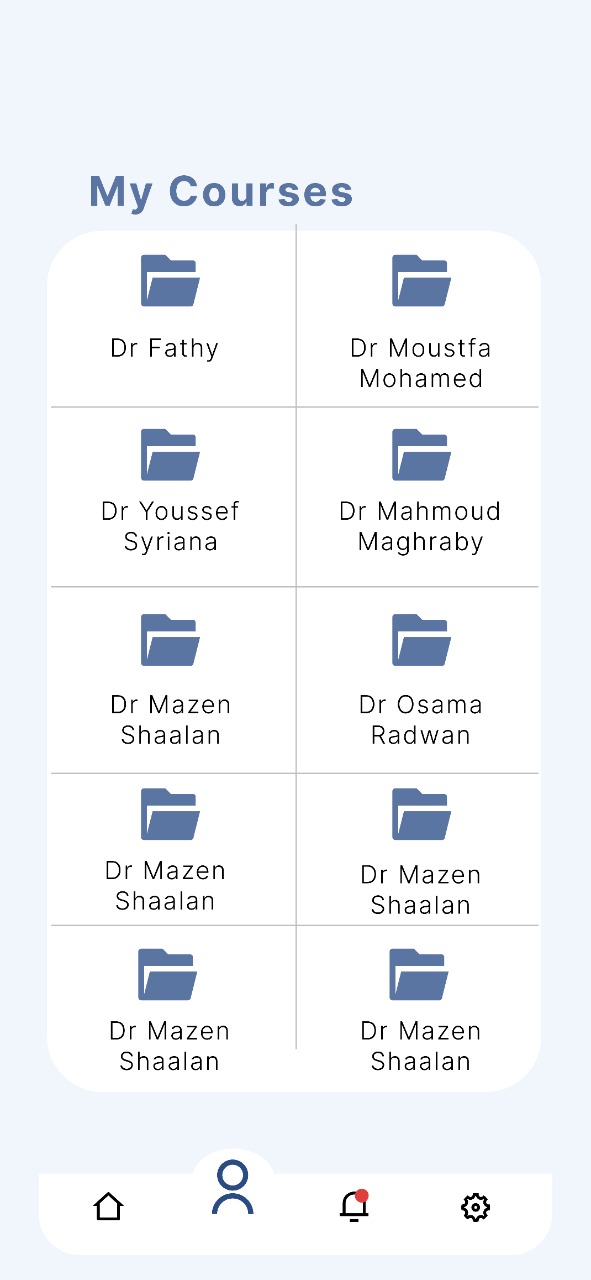 My Courses
Dr Fathy
Dr Moustfa
Mohamed
Dr Youssef
Syriana
Dr Mahmoud
Maghraby
Dr Mazen
Shaalan
Dr Osama
Radwan
Dr Mazen
Shaalan
Dr Mazen
Shaalan
Dr Mazen
Shaalan
Dr Mazen
Shaalan